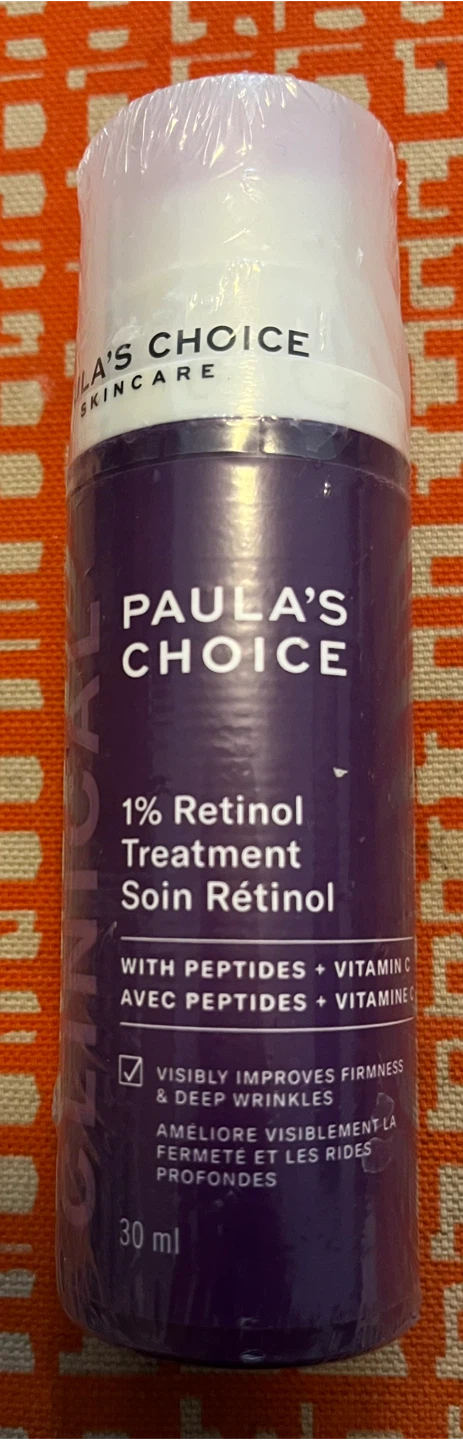 LA'S CHOICE
SKINCARE
CLINICAL
PAULA'S
CHOICE
1% Retinol
Treatment
Soin Rétinol
WITH PEPTIDES + VITAMIN C
AVEC PEPTIDES + VITAMINE C
VISIBLY IMPROVES FIRMNESS
& DEEP WRINKLES
AMÉLIORE VISIBLEMENT LA
FERMETÉ ET LES RIDES
PROFONDES
30 ml